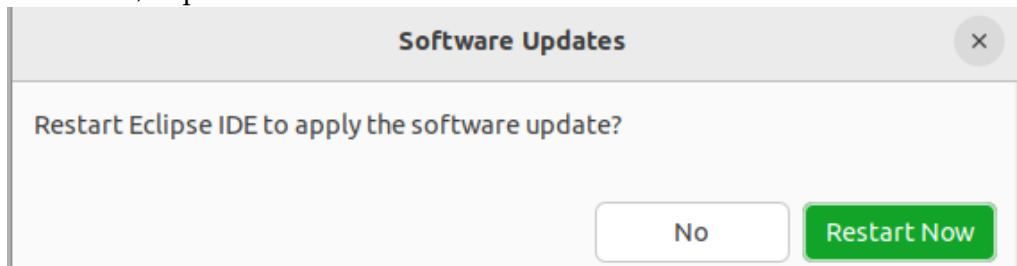 Software Updates
Restart Eclipse IDE to apply the software update?
No
Restart Now